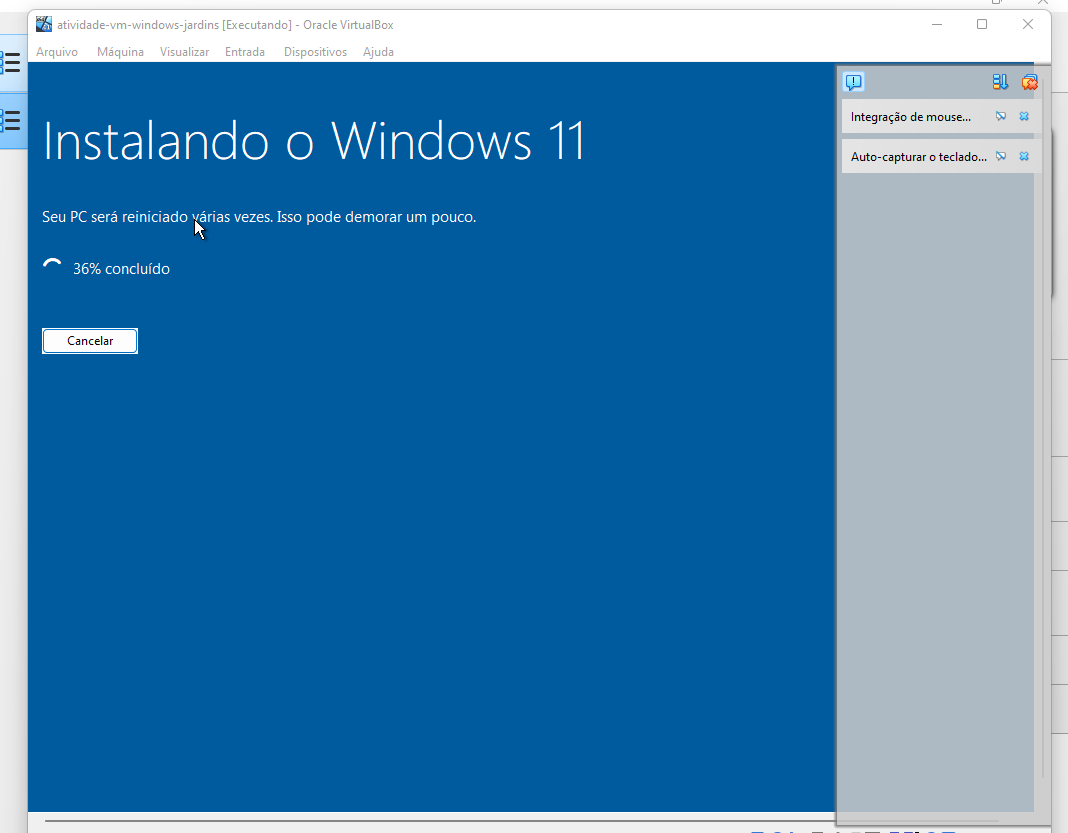 atividade-vm-windows-jardins [Executando] - Oracle VirtualBox
Arquivo Máquina Visualizar Entrada Dispositivos Ajuda
Instalando o Windows 11
Seu PC será reiniciado várias vezes. Isso pode demorar um pouco.
36% concluído
Cancelar
Integração de mouse...
Auto-capturar o teclado...